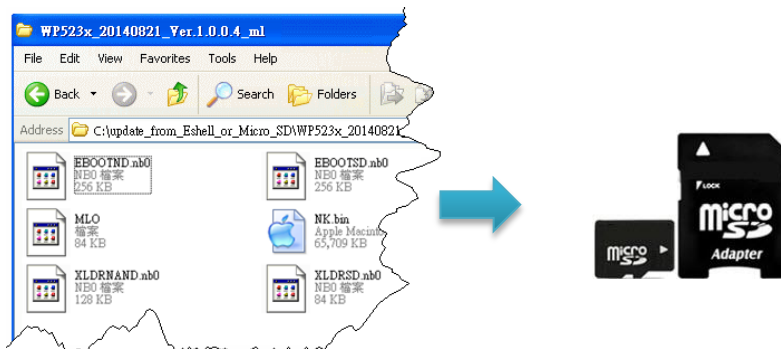 WP523x_20140821_Ver.1.0.0.4_ml
File Edit View Favorites Tools Help
Back Search Folders
Address C:\update_from_Eshell_or_Micro_SD\WP523x_20140821
EBOOTND.nb0
NB0 檔案
256 KB
EBOOTSD.nb0
NB0 檔案
256 KB
MLO
檔案
84 KB
NK.bin
Apple Macinto
65,709 KB
XLDRNAND.nb0
NB0 檔案
128 KB
XLDRSD.nb0
NB0 檔案
84 KB
micro
SD
LOCK
micro
SD
Adapter